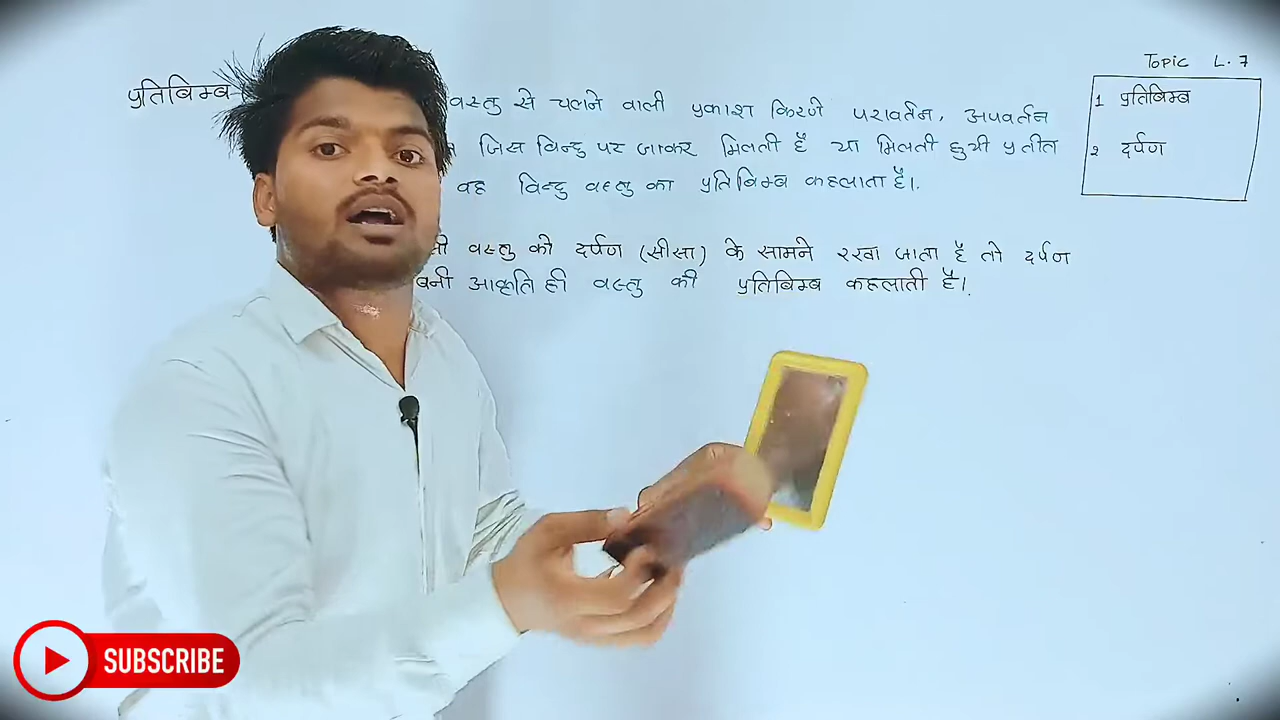 Topic L. 7
1 प्रतिबिम्ब
2 दर्पण
प्रतिबिम्ब वस्तु से चलने वाली प्रकाश किरणे परावर्तन, अपवर्तन
जिस विन्दु पर जाकर मिलती है या मिलती हुयी प्रतीत
वह विन्दु वस्तु का प्रतिबिम्ब कहलाता है।.
वस्तु को दर्पण (सीसा) के सामने रखा जाता है तो दर्पण
बनी आकृति ही वस्तु की प्रतिबिम्ब कहलाती है।.
SUBSCRIBE